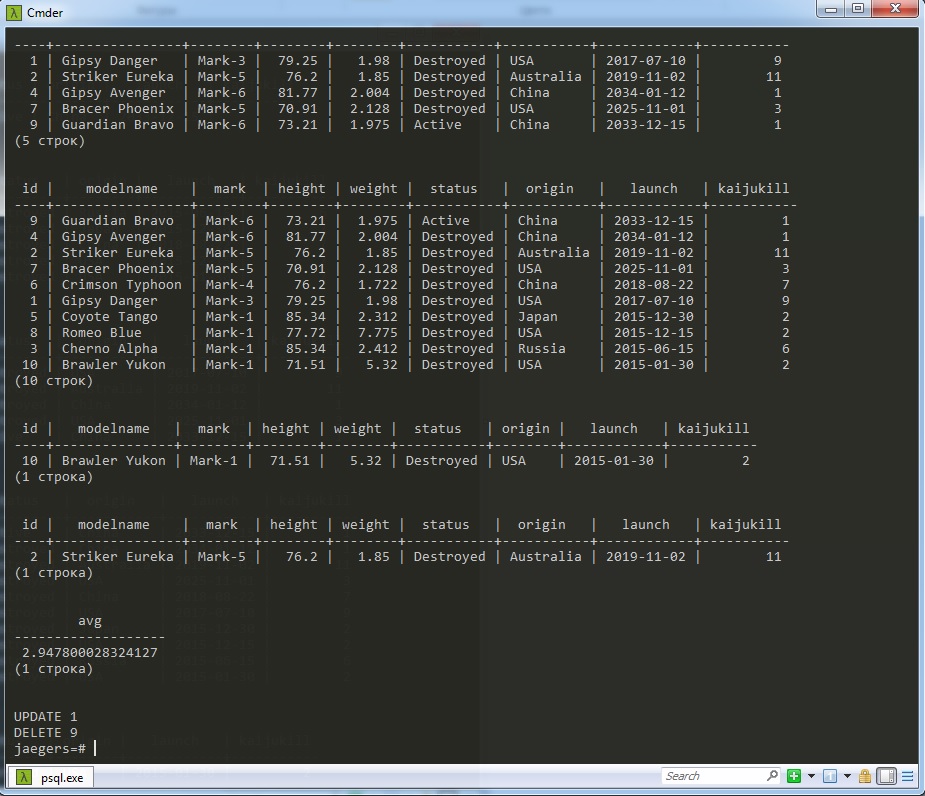 Cmder
----+----------------+--------+--------+--------+-----------+-----------+------------+-----------
  1 | Gipsy Danger   | Mark-3 |  79.25 |   1.98 | Destroyed | USA       | 2017-07-10 |         9
  2 | Striker Eureka | Mark-5 |   76.2 |   1.85 | Destroyed | Australia | 2019-11-02 |        11
  4 | Gipsy Avenger  | Mark-6 |  81.77 |  2.004 | Destroyed | China     | 2034-01-12 |         1
  7 | Bracer Phoenix | Mark-5 |  70.91 |  2.128 | Destroyed | USA       | 2025-11-01 |         3
  9 | Guardian Bravo | Mark-6 |  73.21 |  1.975 | Active    | China     | 2033-12-15 |         1
(5 строк)
 id |    modelname    |  mark  | height | weight |  status   |  origin   |   launch   | kaijukill
----+-----------------+--------+--------+--------+-----------+-----------+------------+-----------
  9 | Guardian Bravo  | Mark-6 |  73.21 |  1.975 | Active    | China     | 2033-12-15 |         1
  4 | Gipsy Avenger   | Mark-6 |  81.77 |  2.004 | Destroyed | China     | 2034-01-12 |         1
  2 | Striker Eureka  | Mark-5 |   76.2 |   1.85 | Destroyed | Australia | 2019-11-02 |        11
  7 | Bracer Phoenix  | Mark-5 |  70.91 |  2.128 | Destroyed | USA       | 2025-11-01 |         3
  6 | Crimson Typhoon | Mark-4 |   76.2 |  1.722 | Destroyed | China     | 2018-08-22 |         7
  1 | Gipsy Danger    | Mark-3 |  79.25 |   1.98 | Destroyed | USA       | 2017-07-10 |         9
  5 | Coyote Tango    | Mark-1 |  85.34 |  2.312 | Destroyed | Japan     | 2015-12-30 |         2
  8 | Romeo Blue      | Mark-1 |  77.72 |  7.775 | Destroyed | USA       | 2015-12-15 |         2
  3 | Cherno Alpha    | Mark-1 |  85.34 |  2.412 | Destroyed | Russia    | 2015-06-15 |         6
 10 | Brawler Yukon   | Mark-1 |  71.51 |   5.32 | Destroyed | USA       | 2015-01-30 |         2
(10 строк)
 id |   modelname   |  mark  | height | weight |  status   | origin |   launch   | kaijukill
----+---------------+--------+--------+--------+-----------+--------+------------+-----------
 10 | Brawler Yukon | Mark-1 |  71.51 |   5.32 | Destroyed | USA    | 2015-01-30 |         2
(1 строка)
 id |   modelname    |  mark  | height | weight |  status   |  origin   |   launch   | kaijukill
----+----------------+--------+--------+--------+-----------+-----------+------------+-----------
  2 | Striker Eureka | Mark-5 |   76.2 |   1.85 | Destroyed | Australia | 2019-11-02 |        11
(1 строка)
        avg
-------------------
 2.947800028324127
(1 строка)
UPDATE 1
DELETE 9
jaegers=#
psql.exe
Search